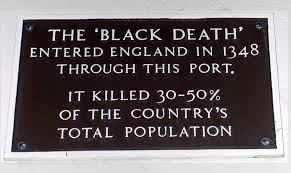 THE 'BLACK DEATH'
ENTERED ENGLAND IN 1348
THROUGH THIS PORT.
IT KILLED 30-50%
OF THE COUNTRY'S
TOTAL POPULATION